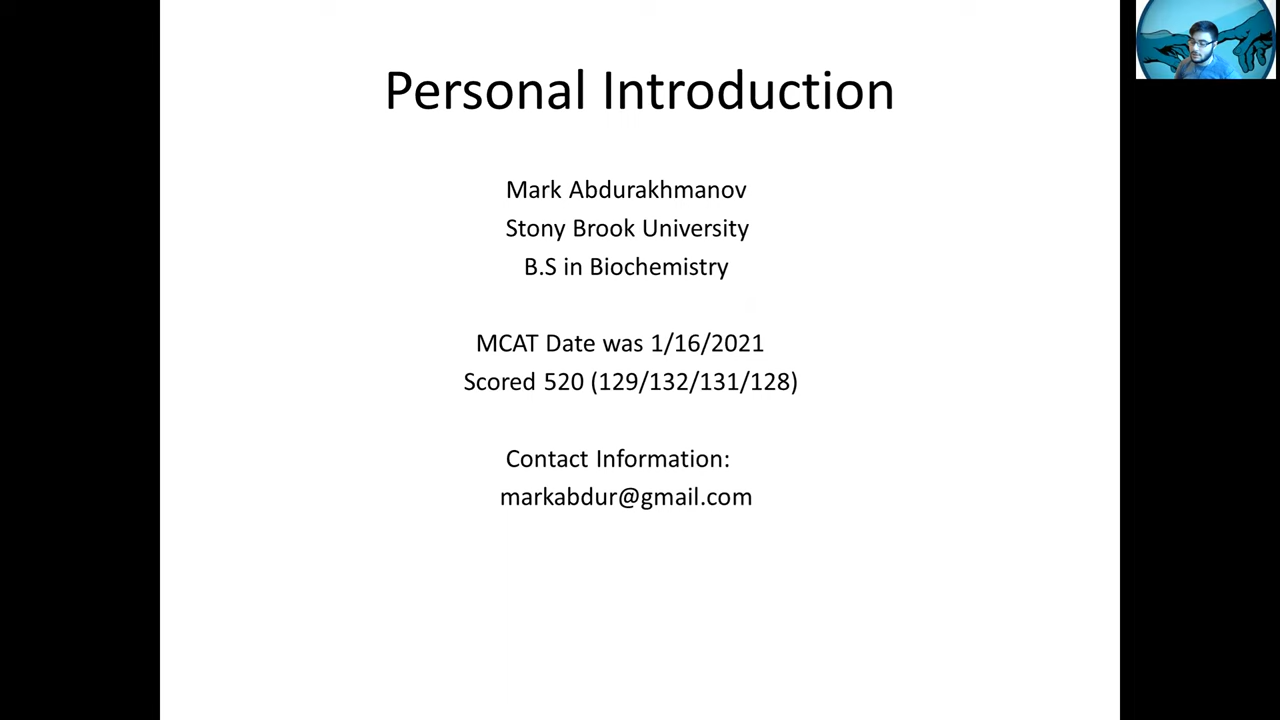 Personal Introduction
Mark Abdurakhmanov
Stony Brook University
B.S in Biochemistry
MCAT Date was 1/16/2021
Scored 520 (129/132/131/128)
Contact Information:
markabdur@gmail.com